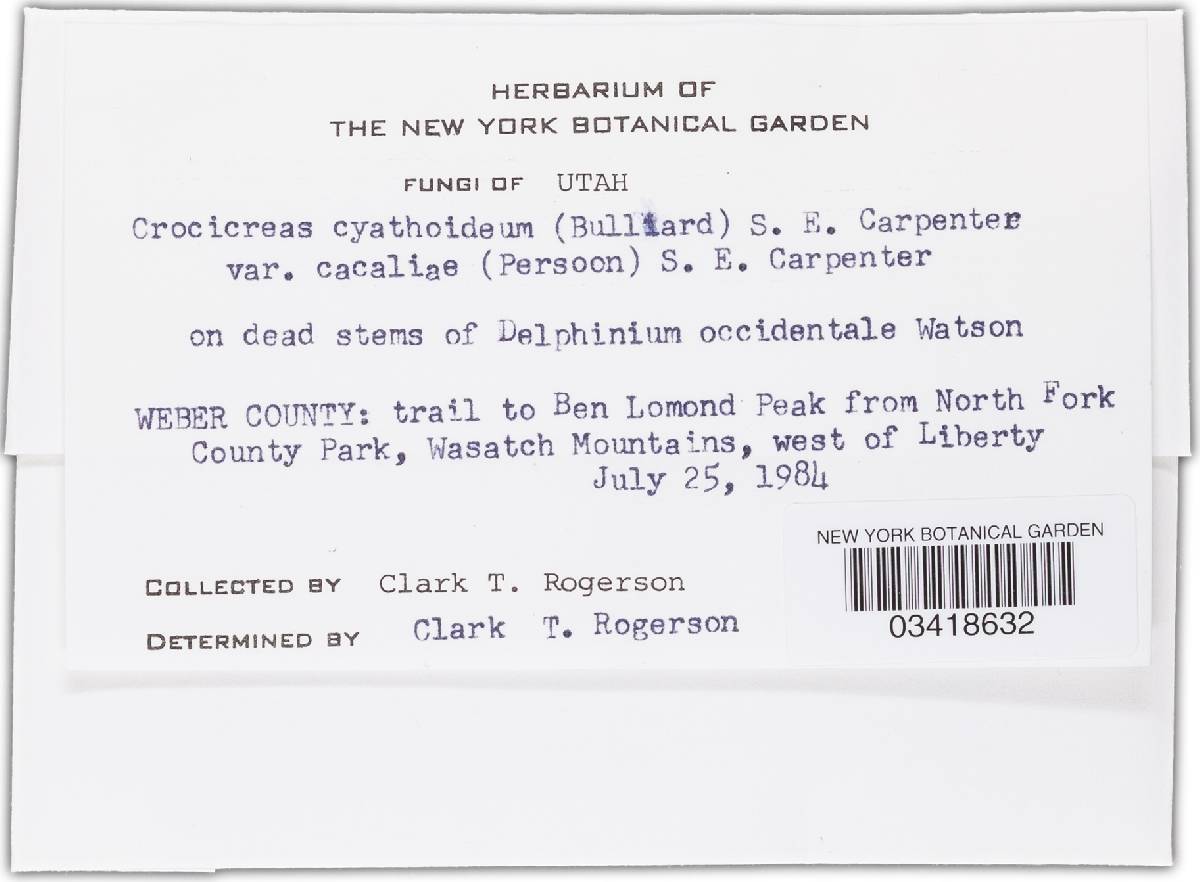 HERBARIUM OF
THE NEW YORK BOTANICAL GARDEN
FUNGI OF UTAH
Crocicreas cyathoideum (Bulliard) S. E. Carpenter
var. cacaliae (Persoon) S. E. Carpenter
on dead stems of Delphinium occidentale Watson
WEBER COUNTY: trail to Ben Lomond Peak from North Fork
County Park, Wasatch Mountains, west of Liberty
July 25, 1984
NEW YORK BOTANICAL GARDEN
03418632
COLLECTED BY Clark T. Rogerson
DETERMINED BY Clark T. Rogerson